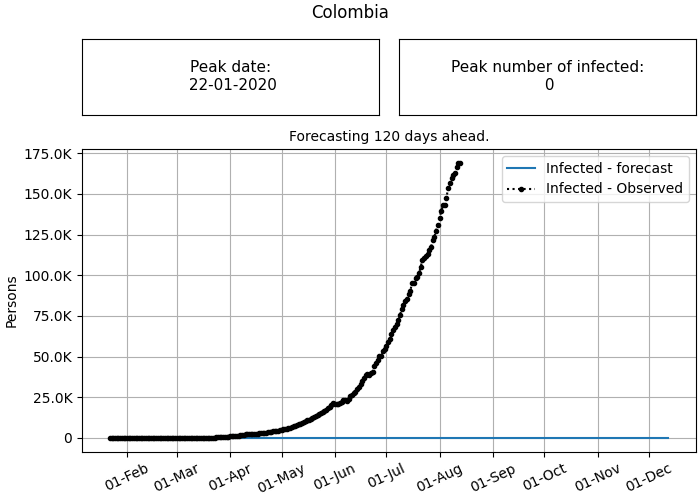 Colombia
Peak date:
22-01-2020
Peak number of infected:
0
Forecasting 120 days ahead.
Infected - forecast
Infected - Observed
Persons
175.0K
150.0K
125.0K
100.0K
75.0K
50.0K
25.0K
0
01-Feb
01-Mar
01-Apr
01-May
01-Jun
01-Jul
01-Aug
01-Sep
01-Oct
01-Nov
01-Dec